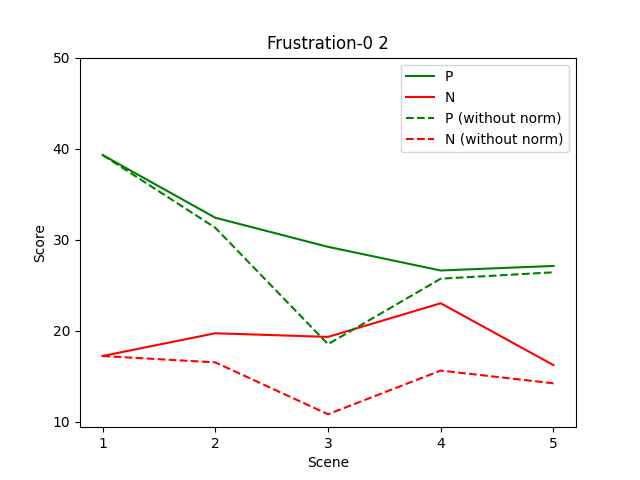 Frustration-0 2
50
40
30
20
10
Score
P
N
P (without norm)
N (without norm)
1 2 3 4 5
Scene